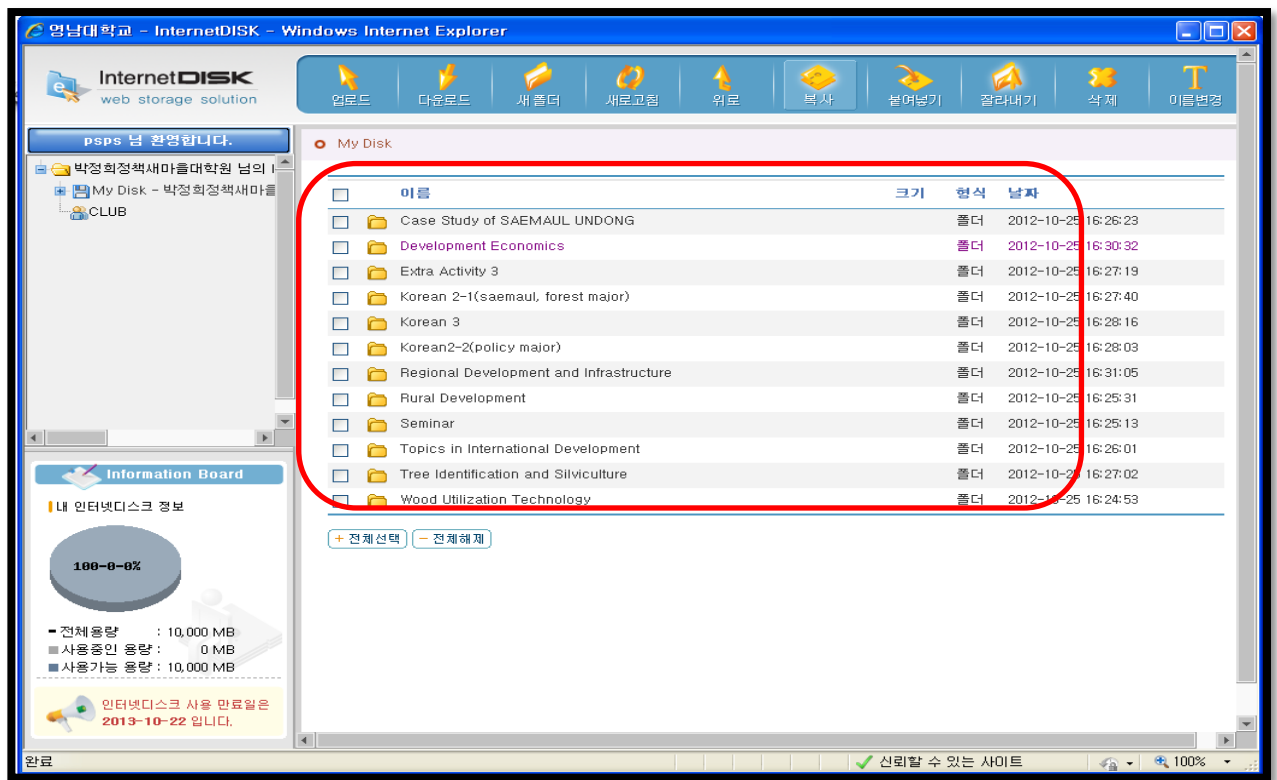 영남대학교 - InternetDISK - Windows Internet Explorer
InternetDISK
web storage solution
업로드 다운로드 새폴더 새로고침 위로 복사 붙여넣기 잘라내기 삭제 이름변경
psps 님 환영합니다.
박정희정책새마을대학원 님의 I
My Disk - 박정희정책새마을
CLUB
My Disk
이름 크기 형식 날짜
Case Study of SAEMAUL UNDONG 폴더 2012-10-25 16:26:23
Development Economics 폴더 2012-10-25 16:30:32
Extra Activity 3 폴더 2012-10-25 16:27:19
Korean 2-1(saemaul, forest major) 폴더 2012-10-25 16:27:40
Korean 3 폴더 2012-10-25 16:28:16
Korean2-2(policy major) 폴더 2012-10-25 16:28:03
Regional Development and Infrastructure 폴더 2012-10-25 16:31:05
Rural Development 폴더 2012-10-25 16:25:31
Seminar 폴더 2012-10-25 16:25:13
Topics in International Development 폴더 2012-10-25 16:26:01
Tree Identification and Silviculture 폴더 2012-10-25 16:27:02
Wood Utilization Technology 폴더 2012-10-25 16:24:53
+ 전체선택 - 전체해제
Information Board
내 인터넷디스크 정보
100-0-0%
전체용량 : 10,000 MB
사용중인 용량 : 0 MB
사용가능 용량 : 10,000 MB
인터넷디스크 사용 만료일은
2013-10-22 입니다.
완료 신뢰할 수 있는 사이트 100%